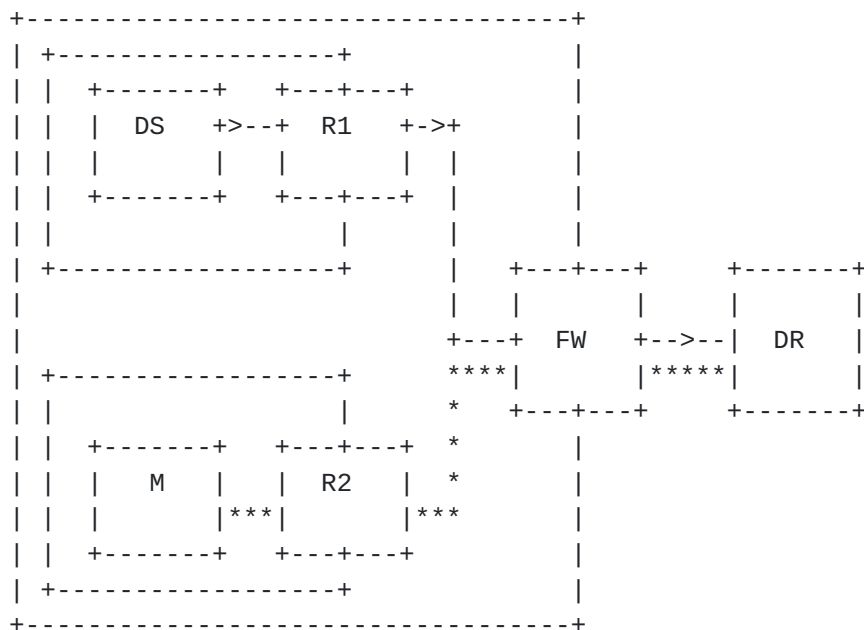 +-----------------------------------+
| +------------------+              |
| |  +-------+   +---+---+          |
| |  |  DS   +>--+  R1   +->+       |
| |  |       |   |       |  |       |
| |  +-------+   +---+---+  |       |
| |                  |      |       |
| +------------------+      |   +---+---+     +-------+
|                           |   |       |     |       |
|                          +---+  FW   +-->--|  DR   |
| +------------------+      ****|       |*****|       |
| |                  |      *   +---+---+     +-------+
| |  +-------+   +---+---+  *       |
| |  |   M   |   |  R2   |  *       |
| |  |       |***|       |***       |
| |  +-------+   +---+---+          |
| +------------------+              |
+-----------------------------------+